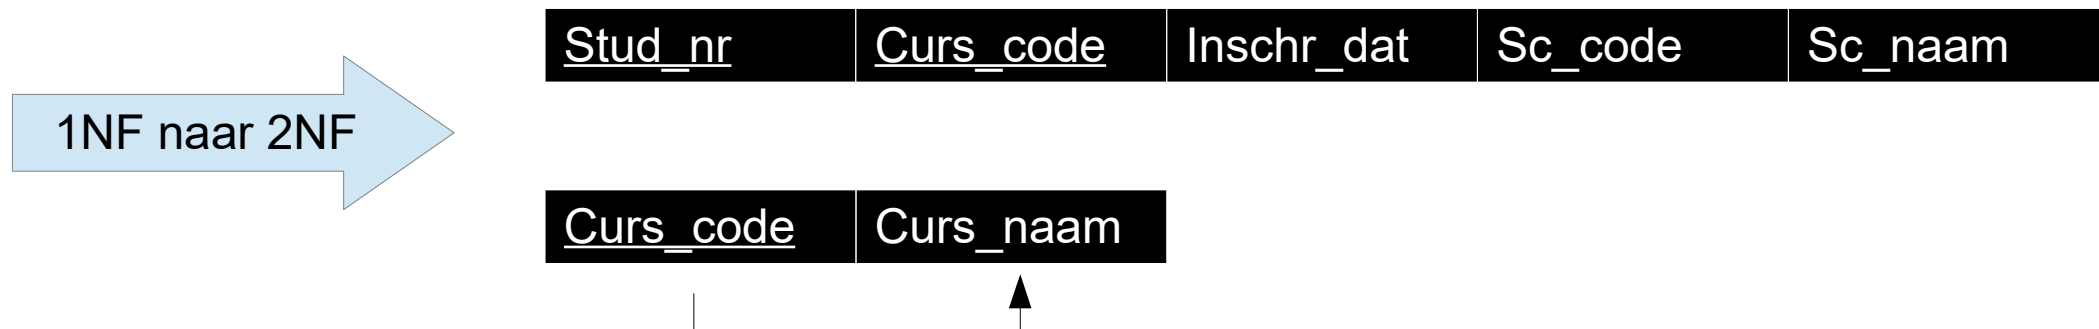 Stud_nr Curs_code Inschr_dat Sc_code Sc_naam
1NF naar 2NF
Curs_code Curs_naam